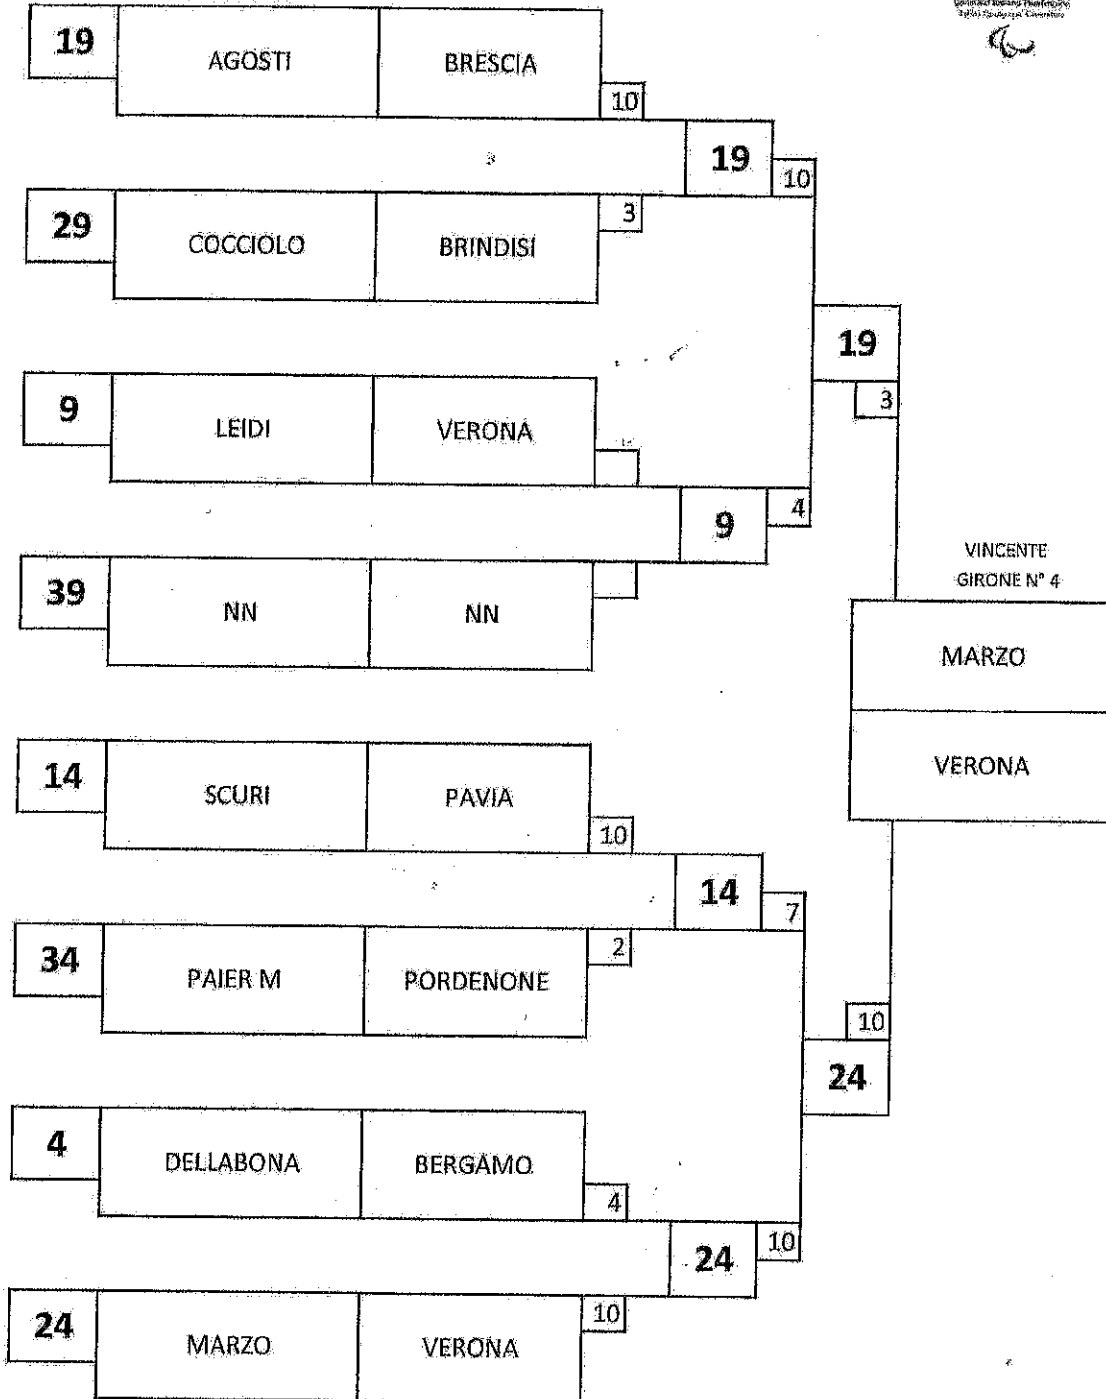 19
AGOSTI BRESCIA
10
19
10
29
COCCIOLO BRINDISI
3
19
3
9
LEIDI VERONA
9
4
39
NN NN
VINCENTE
GIRONE N° 4
MARZO
VERONA
14
SCURI PAVIA
10
14
7
34
PAIER M PORDENONE
2
10
24
4
DELLABONA BERGAMO
4
24
10
24
MARZO VERONA
10